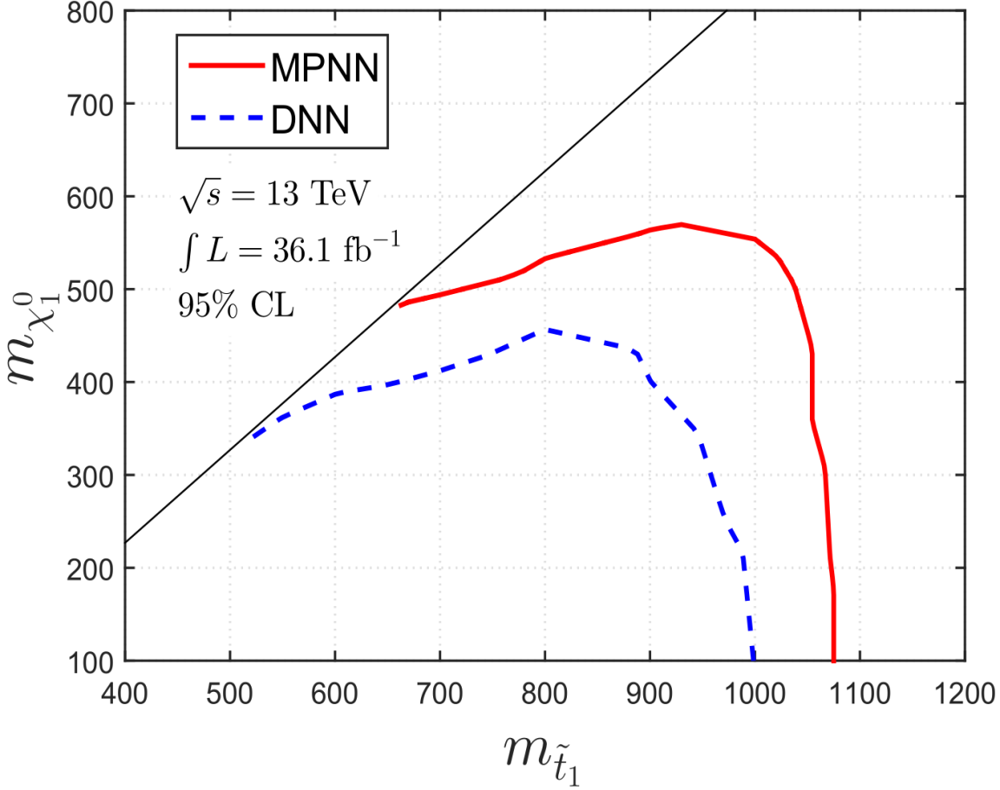 800
700
600
500
400
300
200
100
MPNN
DNN
√s = 13 TeV
∫ L = 36.1 fb⁻¹
95% CL
m_{χ₁⁰}
400 500 600 700 800 900 1000 1100 1200
m_{t̃₁}